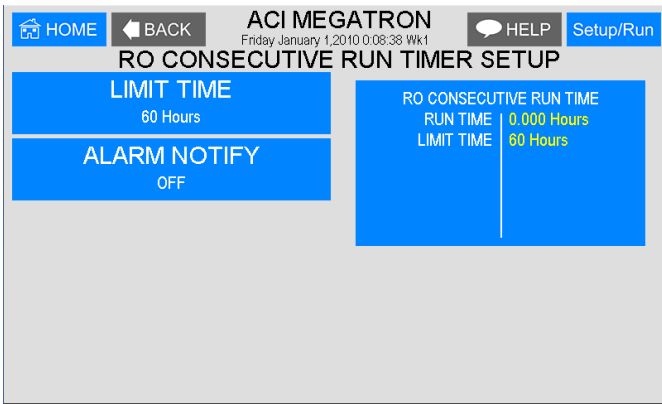 HOME
BACK
ACI MEGATRON
Friday January 1,2010 0:08:38 Wk1
HELP
Setup/Run
RO CONSECUTIVE RUN TIMER SETUP
LIMIT TIME
60 Hours
ALARM NOTIFY
OFF
RO CONSECUTIVE RUN TIME
RUN TIME 0.000 Hours
LIMIT TIME 60 Hours